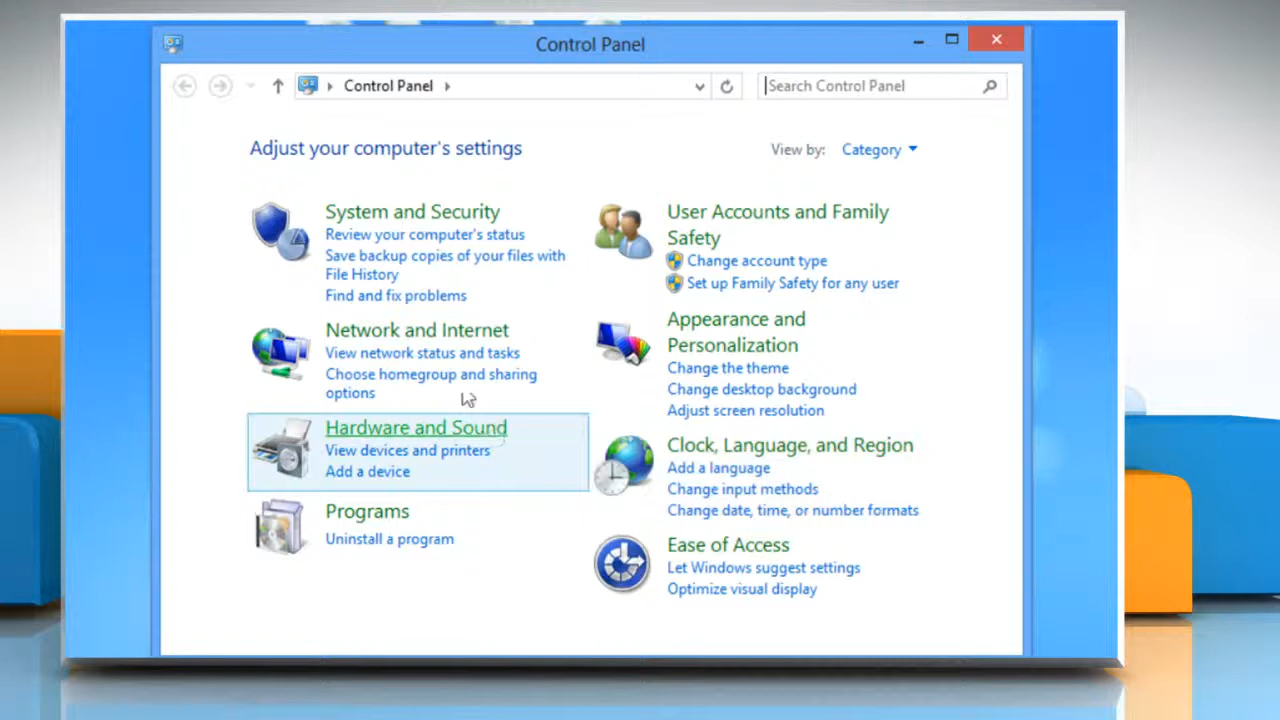 Control Panel
Control Panel
Search Control Panel
Adjust your computer's settings
View by: Category
System and Security
Review your computer's status
Save backup copies of your files with
File History
Find and fix problems
Network and Internet
View network status and tasks
Choose homegroup and sharing
options
Hardware and Sound
View devices and printers
Add a device
Programs
Uninstall a program
User Accounts and Family
Safety
Change account type
Set up Family Safety for any user
Appearance and
Personalization
Change the theme
Change desktop background
Adjust screen resolution
Clock, Language, and Region
Add a language
Change input methods
Change date, time, or number formats
Ease of Access
Let Windows suggest settings
Optimize visual display